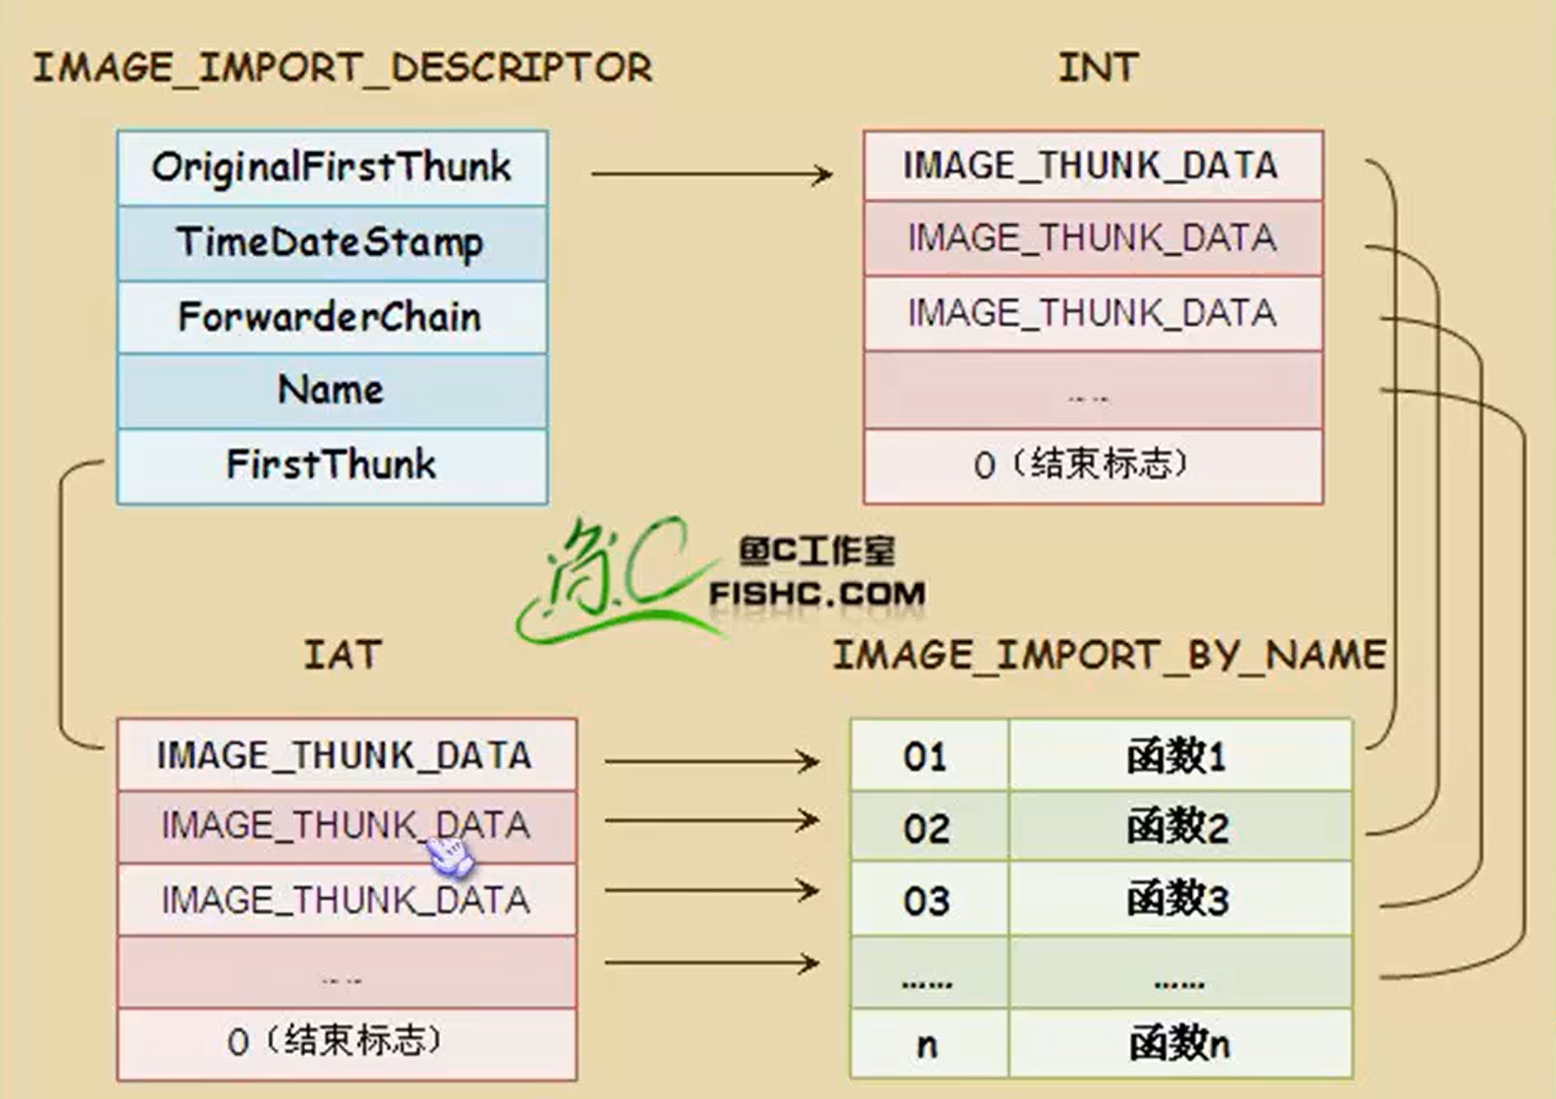 IMAGE_IMPORT_DESCRIPTOR
OriginalFirstThunk
TimeDateStamp
ForwarderChain
Name
FirstThunk
INT
IMAGE_THUNK_DATA
IMAGE_THUNK_DATA
IMAGE_THUNK_DATA
... ...
0（结束标志）
鱼C
鱼C工作室
FISHC.COM
IAT
IMAGE_THUNK_DATA
IMAGE_THUNK_DATA
IMAGE_THUNK_DATA
... ...
0（结束标志）
IMAGE_IMPORT_BY_NAME
01 函数1
02 函数2
03 函数3
...... ......
n 函数n